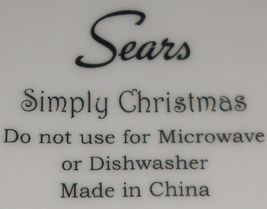 Sears
Simply Christmas
Do not use for Microwave
or Dishwasher
Made in China